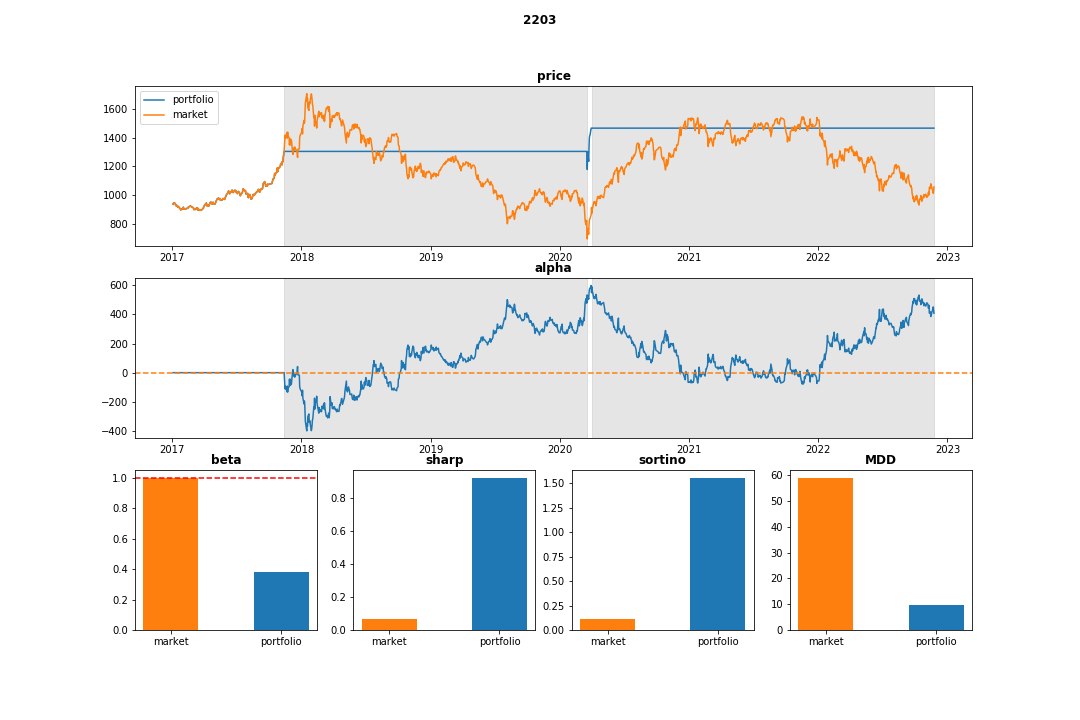 2203
price
portfolio
market
1600
1400
1200
1000
800
2017 2018 2019 2020 2021 2022 2023
alpha
600
400
200
0
−200
−400
2017 2018 2019 2020 2021 2022 2023
beta
1.0
0.8
0.6
0.4
0.2
0.0
market portfolio
sharp
0.8
0.6
0.4
0.2
0.0
market portfolio
sortino
1.50
1.25
1.00
0.75
0.50
0.25
0.00
market portfolio
MDD
60
50
40
30
20
10
0
market portfolio